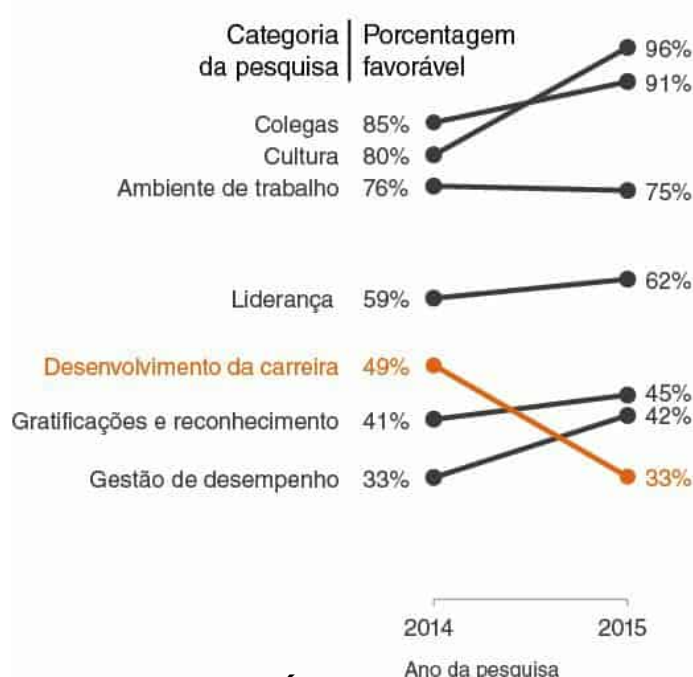 Categoria Porcentagem
da pesquisa favorável
96%
91%
Colegas 85%
Cultura 80%
Ambiente de trabalho 76%
75%
Liderança 59%
62%
Desenvolvimento da carreira 49%
45%
Gratificações e reconhecimento 41%
42%
Gestão de desempenho 33%
33%
2014 2015
Ano da pesquisa